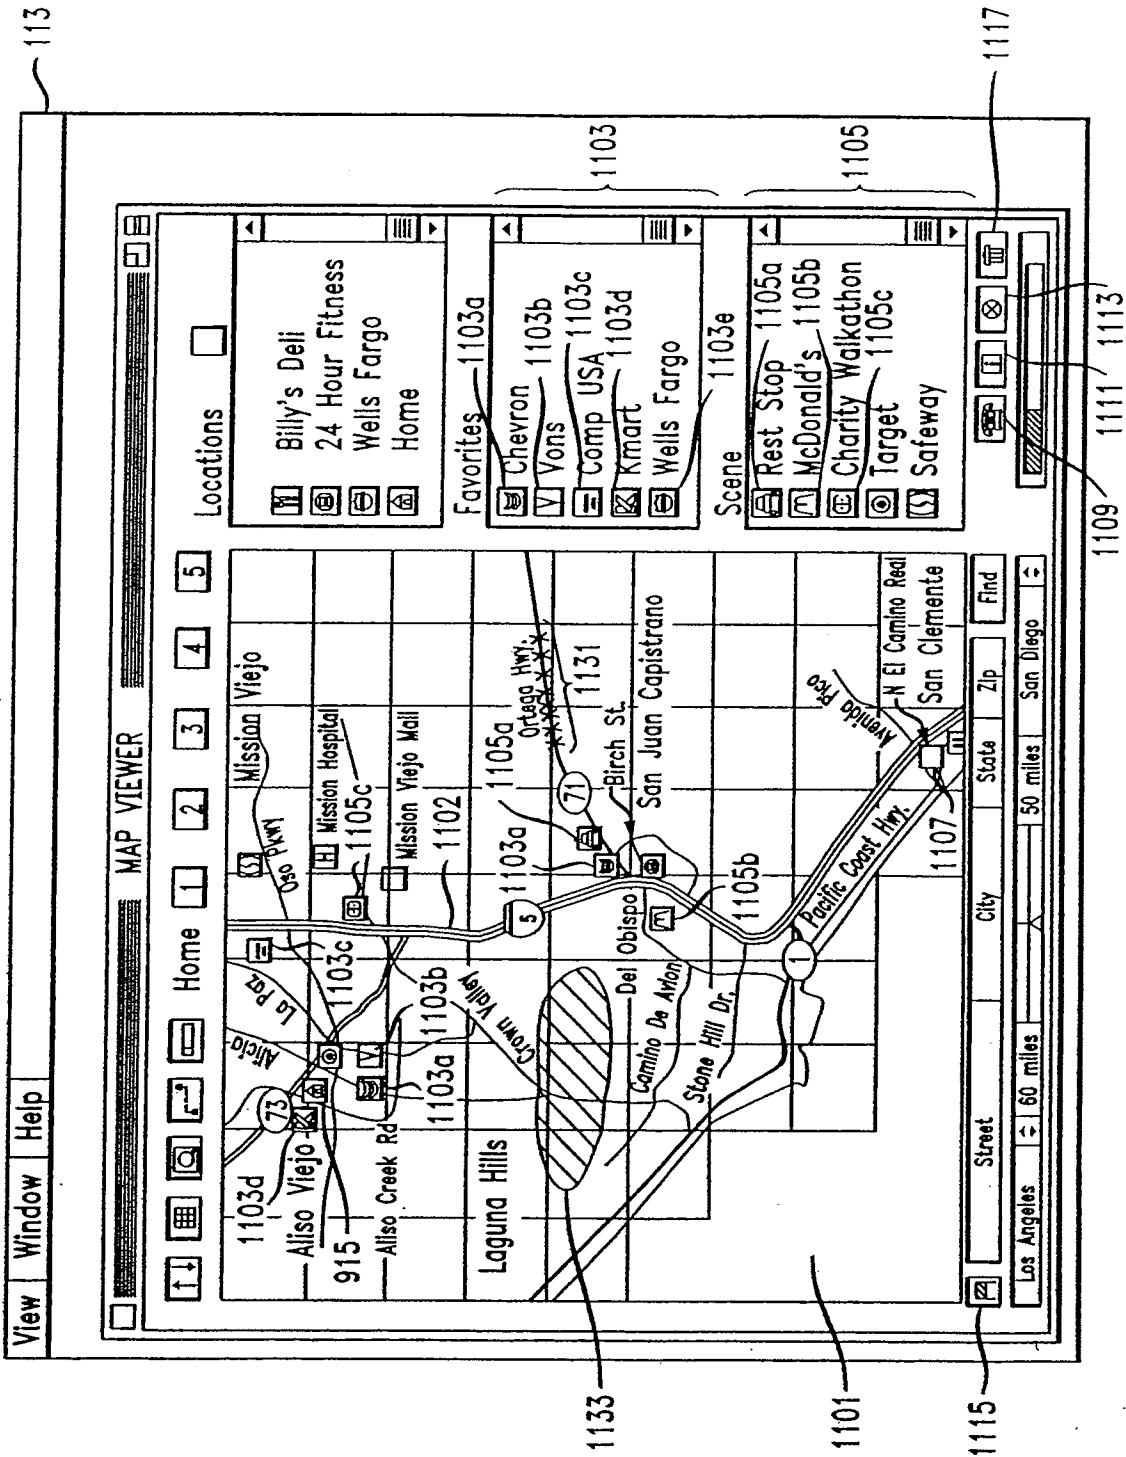 113
View Window Help
MAP VIEWER
Home 1 2 3 4 5
Locations
Billy's Deli
24 Hour Fitness
Wells Fargo
Home
Favorites
1103a
Chevron
1103b
Vons
1103c
Comp USA
1103d
Kmart
Wells Fargo
1103e
1103
Scene
Rest Stop
1105a
McDonald's
1105b
Charity Walkathon
1105c
Target
Safeway
1105
73
Alicia
La Paz
Oso Pkwy
Mission Viejo
1103d
Aliso Viejo
915
Aliso Creek Rd
1103a
1103b
1103c
H
Mission Hospital
1105c
Mission Viejo Mall
1102
Laguna Hills
Crown Valley
5
1103a
1105a
71
Ortega Hwy.
XXXX XXXX
1131
Birch St.
San Juan Capistrano
Del Obispo
1105b
Camino De Avion
Stone Hill Dr.
1
Pacific Coast Hwy.
Avenida Pico
N El Camino Real
San Clemente
1107
1133
1101
1115
Street City State Zip Find
Los Angeles 60 miles 50 miles San Diego
1109
1111
1113
1117